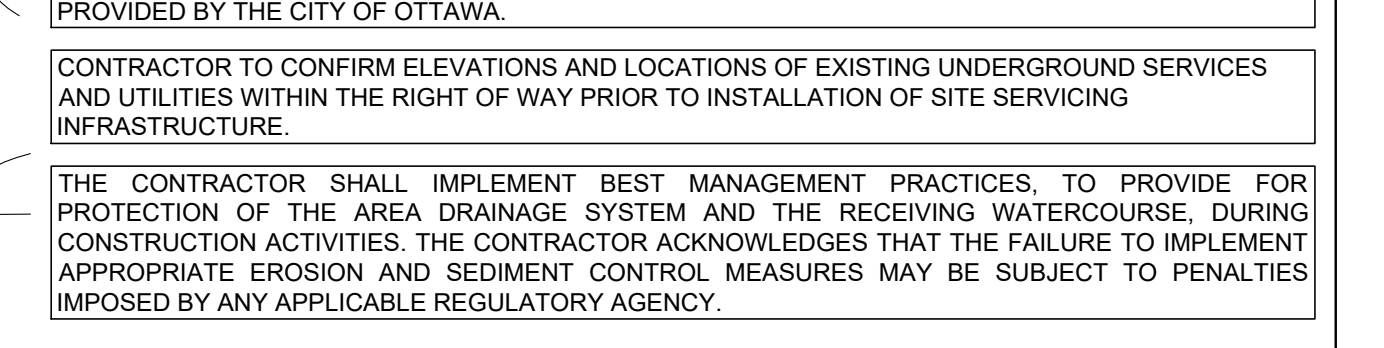 PROVIDED BY THE CITY OF OTTAWA.
CONTRACTOR TO CONFIRM ELEVATIONS AND LOCATIONS OF EXISTING UNDERGROUND SERVICES
AND UTILITIES WITHIN THE RIGHT OF WAY PRIOR TO INSTALLATION OF SITE SERVICING
INFRASTRUCTURE.
THE CONTRACTOR SHALL IMPLEMENT BEST MANAGEMENT PRACTICES, TO PROVIDE FOR
PROTECTION OF THE AREA DRAINAGE SYSTEM AND THE RECEIVING WATERCOURSE, DURING
CONSTRUCTION ACTIVITIES. THE CONTRACTOR ACKNOWLEDGES THAT THE FAILURE TO IMPLEMENT
APPROPRIATE EROSION AND SEDIMENT CONTROL MEASURES MAY BE SUBJECT TO PENALTIES
IMPOSED BY ANY APPLICABLE REGULATORY AGENCY.